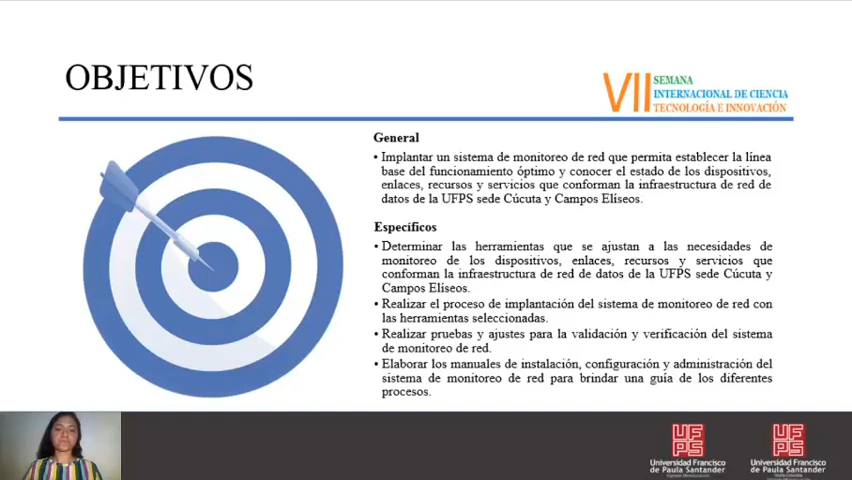 OBJETIVOS
VII SEMANA
INTERNACIONAL DE CIENCIA
TECNOLOGÍA E INNOVACIÓN
General
• Implantar un sistema de monitoreo de red que permita establecer la línea
base del funcionamiento óptimo y conocer el estado de los dispositivos,
enlaces, recursos y servicios que conforman la infraestructura de red de
datos de la UFPS sede Cúcuta y Campos Elíseos.
Específicos
• Determinar las herramientas que se ajustan a las necesidades de
monitoreo de los dispositivos, enlaces, recursos y servicios que
conforman la infraestructura de red de datos de la UFPS sede Cúcuta y
Campos Elíseos.
• Realizar el proceso de implantación del sistema de monitoreo de red con
las herramientas seleccionadas.
• Realizar pruebas y ajustes para la validación y verificación del sistema
de monitoreo de red.
• Elaborar los manuales de instalación, configuración y administración del
sistema de monitoreo de red para brindar una guía de los diferentes
procesos.
UFPS
Universidad Francisco
de Paula Santander
UFPS
Universidad Francisco
de Paula Santander